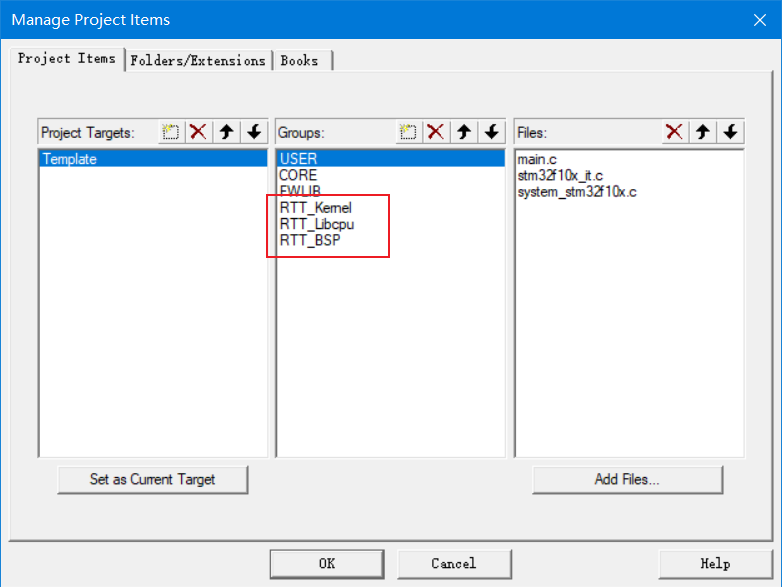 Manage Project Items
Project Items Folders/Extensions Books
Project Targets: Groups: Files:
Template
USER
CORE
FWLIB
RTT_Kernel
RTT_Libcpu
RTT_BSP
main.c
stm32f10x_it.c
system_stm32f10x.c
Set as Current Target Add Files...
OK Cancel Help